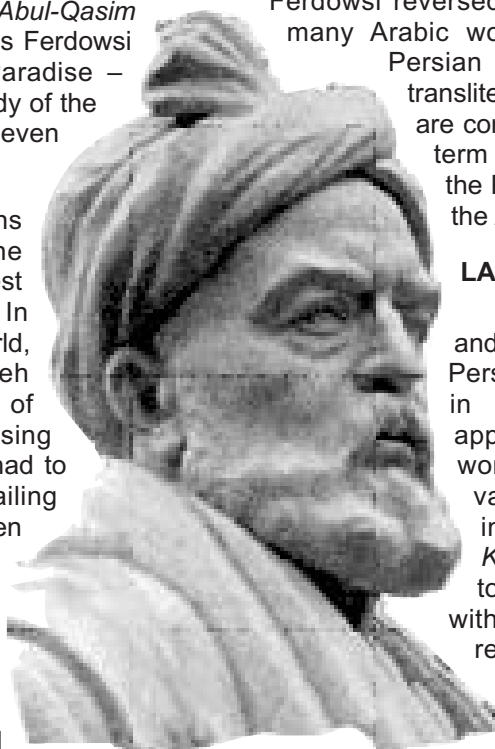 Abul-Qasim
s Ferdowsi
aradise –
dy of the
even
ns
ne
est
In
rld,
eh
of
sing
had to
ailing
en
Ferdowsi reversed
many Arabic wo
Persian
translite
are con
term
the
the
LA
and
Pers
in
app
wor
va
in
K
to
with
re